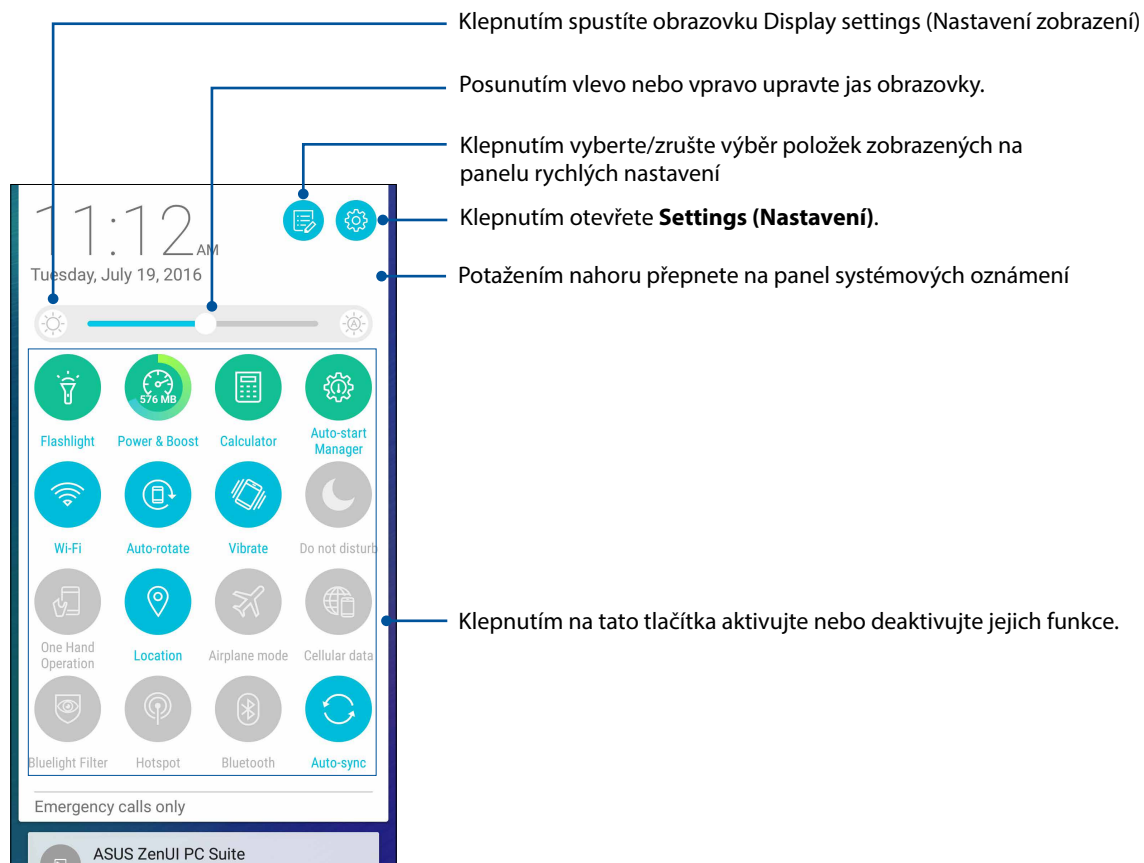 Klepnutím spustíte obrazovku Display settings (Nastavení zobrazení)
Posunutím vlevo nebo vpravo upravte jas obrazovky.
Klepnutím vyberte/zrušte výběr položek zobrazených na
panelu rychlých nastavení
Klepnutím otevřete Settings (Nastavení).
Potažením nahoru přepnete na panel systémových oznámení
11:12 AM
Tuesday, July 19, 2016
A
576 MB
Flashlight Power & Boost Calculator Auto-start
Manager
Wi-Fi Auto-rotate Vibrate Do not disturb
Klepnutím na tato tlačítka aktivujte nebo deaktivujte jejich funkce.
One Hand
Operation Location Airplane mode Cellular data
Bluelight Filter Hotspot Bluetooth Auto-sync
Emergency calls only
ASUS ZenUI PC Suite